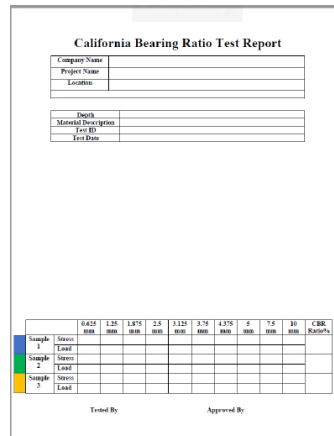 California Bearing Ratio Test Report
Company Name
Project Name
Location
Depth
Material Description
Test ID
Test Date
0.625 mm 1.25 mm 1.875 mm 2.5 mm 3.125 mm 3.75 mm 4.375 mm 5 mm 7.5 mm 10 mm CBR Ratio%
Sample 1 Stress
Load
Sample 2 Stress
Load
Sample 3 Stress
Load
Tested By Approved By